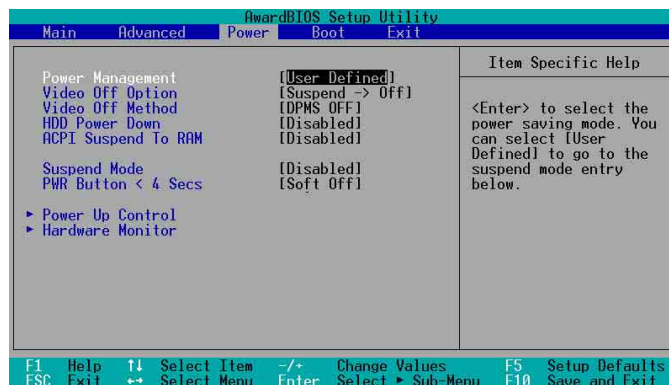 AwardBIOS Setup Utility
Main Advanced Power Boot Exit
Item Specific Help
Power Management [User Defined]
Video Off Option [Suspend -> Off]
Video Off Method [DPMS OFF]
HDD Power Down [Disabled]
ACPI Suspend To RAM [Disabled]
Suspend Mode [Disabled]
PWR Button < 4 Secs [Soft Off]
► Power Up Control
► Hardware Monitor
<Enter> to select the
power saving mode. You
can select [User
Defined] to go to the
suspend mode entry
below.
F1 Help ↑↓ Select Item -/+ Change Values F5 Setup Defaults
ESC Exit ←→ Select Menu Enter Select ► Sub-Menu F10 Save and Exit